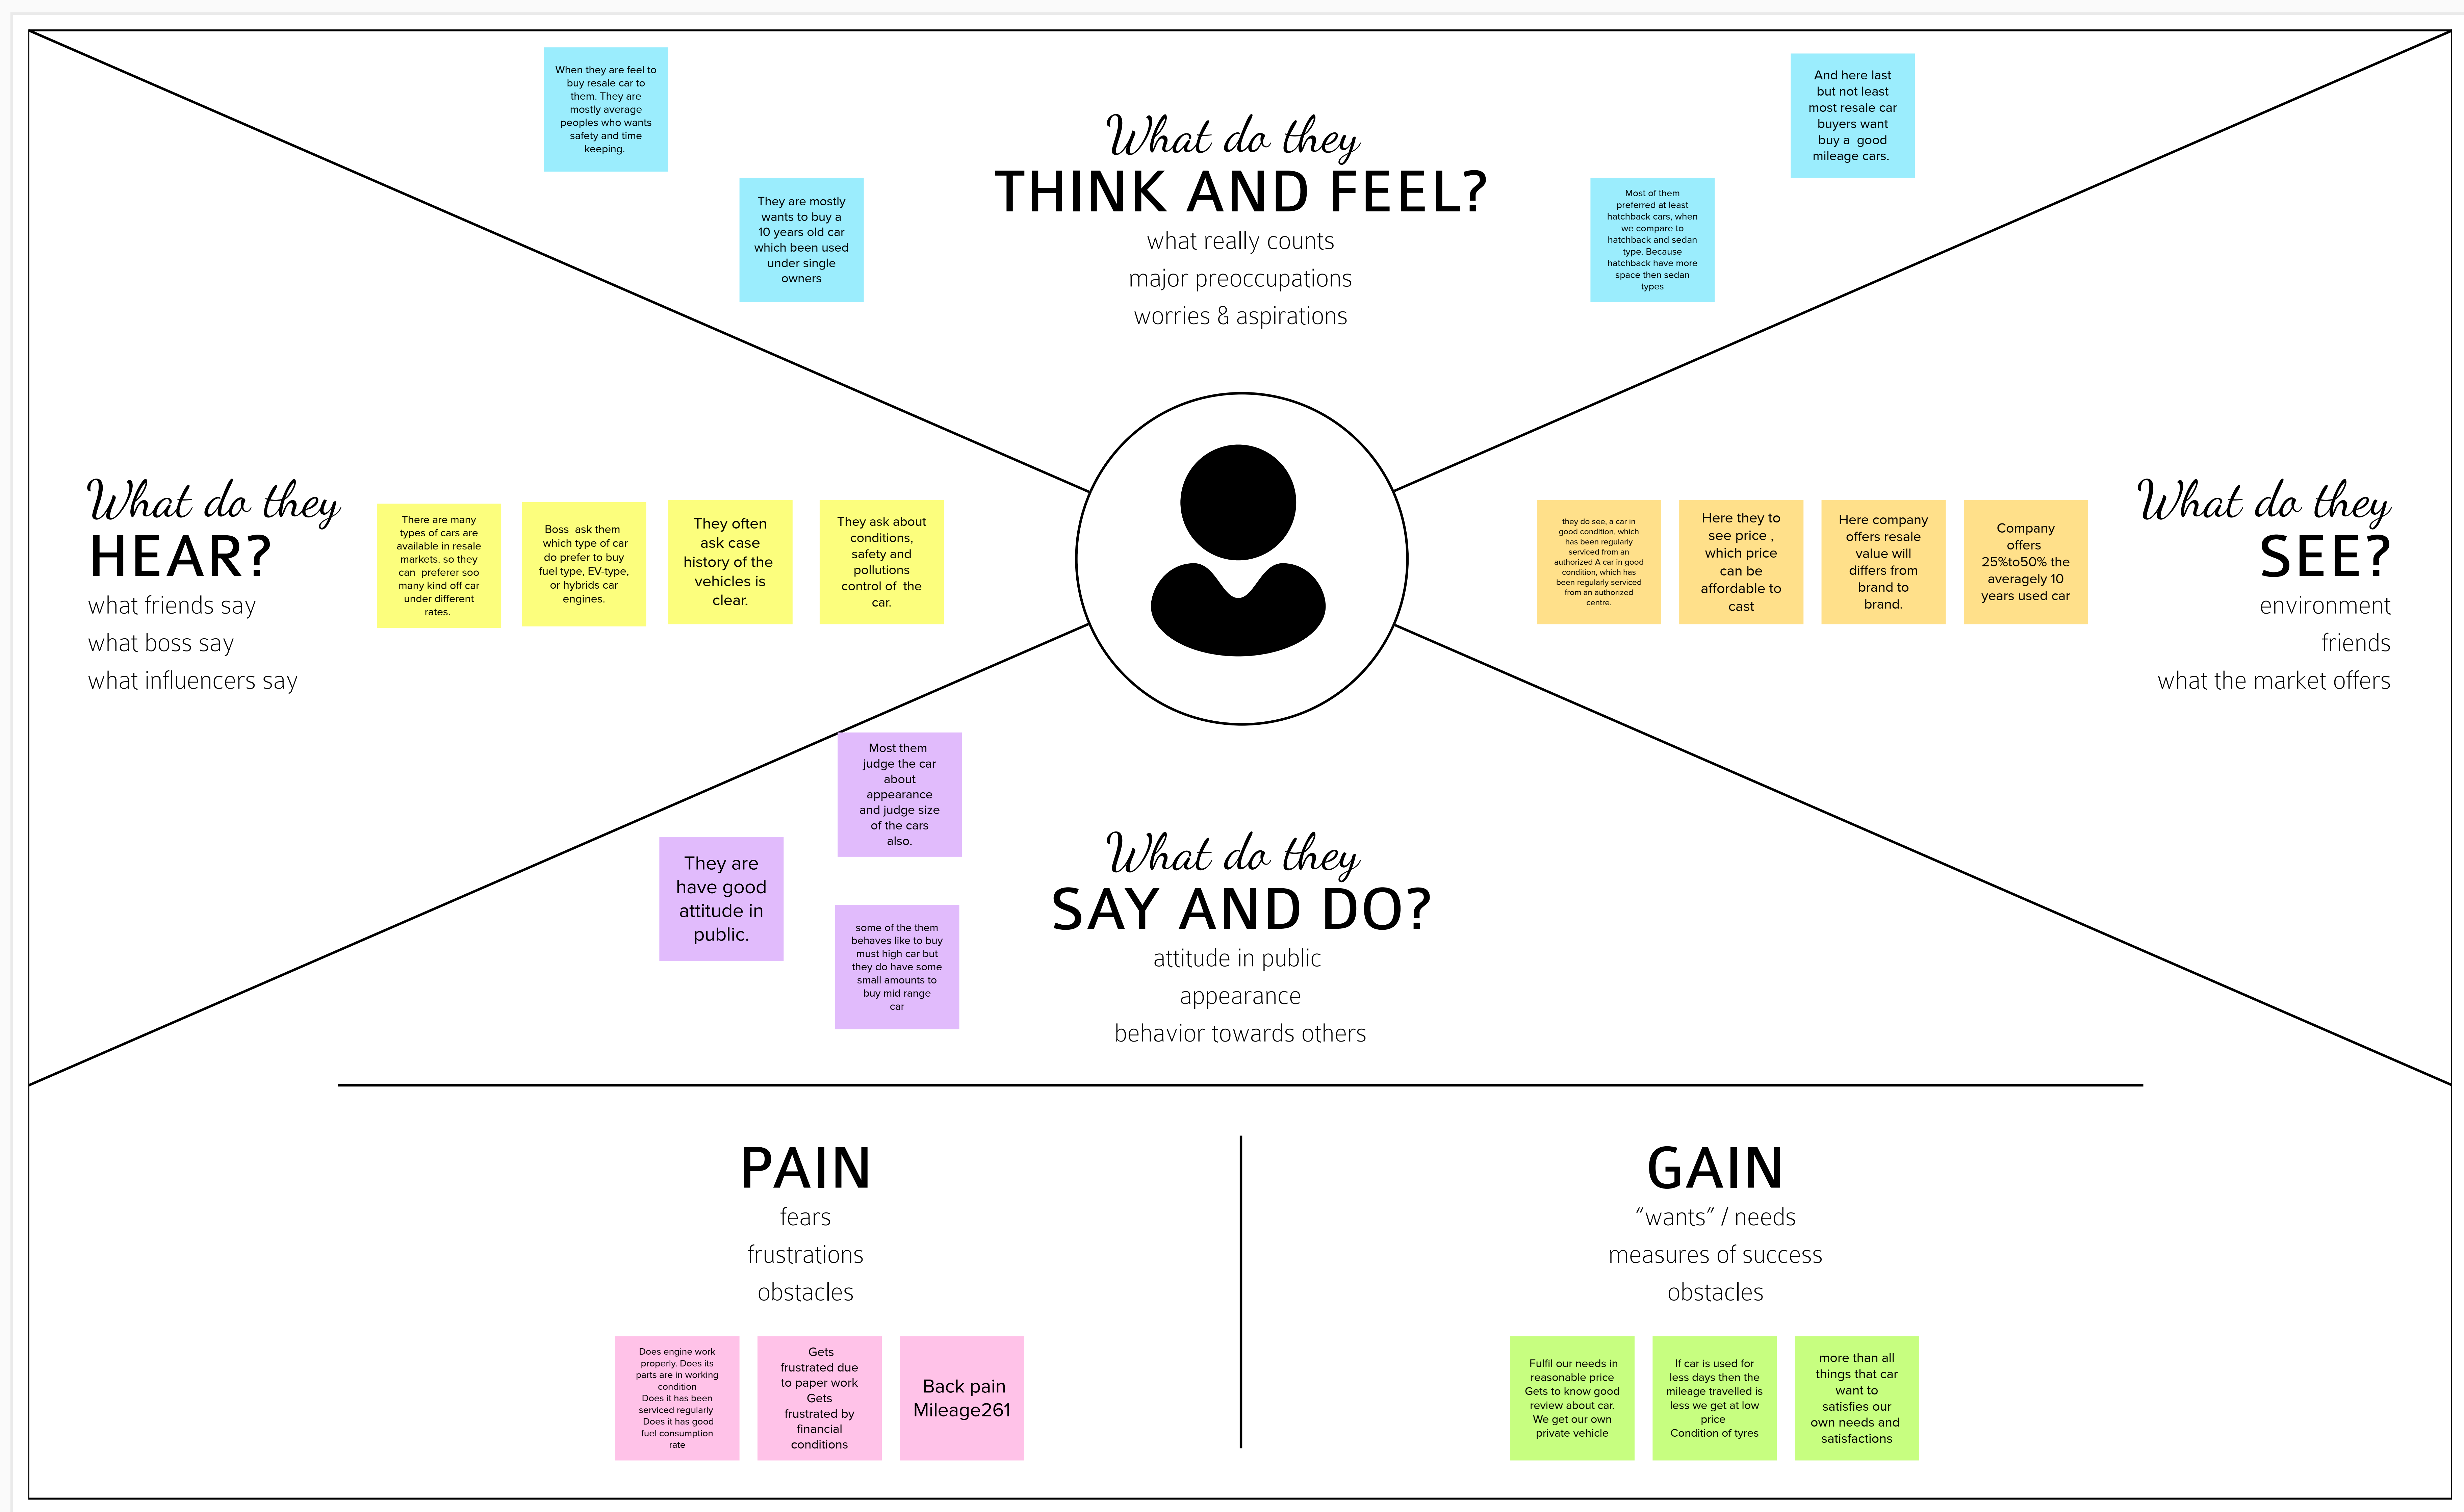 When they are feel to
buy resale car to
them. They are
mostly average
peoples who wants
safety and time
keeping.
They are mostly
wants to buy a
10 years old car
which been used
under single
owners
What do they
THINK AND FEEL?
what really counts
major preoccupations
worries & aspirations
Most of them
preferred at least
hatchback cars, when
we compare to
hatchback and sedan
type. Because
hatchback have more
space then sedan
types
And here last
but not least
most resale car
buyers want
buy a good
mileage cars.
What do they
HEAR?
what friends say
what boss say
what influencers say
There are many
types of cars are
available in resale
markets. so they
can preferer soo
many kind off car
under different
rates.
Boss ask them
which type of car
do prefer to buy
fuel type, EV-type,
or hybrids car
engines.
They often
ask case
history of the
vehicles is
clear.
They ask about
conditions,
safety and
pollutions
control of the
car.
they do see, a car in
good condition, which
has been regularly
serviced from an
authorized A car in good
condition, which has
been regularly serviced
from an authorized
centre.
Here they to
see price ,
which price
can be
affordable to
cast
Here company
offers resale
value will
differs from
brand to
brand.
Company
offers
25%to50% the
averagely 10
years used car
What do they
SEE?
environment
friends
what the market offers
Most them
judge the car
about
appearance
and judge size
of the cars
also.
They are
have good
attitude in
public.
some of the them
behaves like to buy
must high car but
they do have some
small amounts to
buy mid range
car
What do they
SAY AND DO?
attitude in public
appearance
behavior towards others
PAIN
fears
frustrations
obstacles
Does engine work
properly. Does its
parts are in working
condition
Does it has been
serviced regularly
Does it has good
fuel consumption
rate
Gets
frustrated due
to paper work
Gets
frustrated by
financial
conditions
Back pain
Mileage261
GAIN
“wants” / needs
measures of success
obstacles
Fulfil our needs in
reasonable price
Gets to know good
review about car.
We get our own
private vehicle
If car is used for
less days then the
mileage travelled is
less we get at low
price
Condition of tyres
more than all
things that car
want to
satisfies our
own needs and
satisfactions